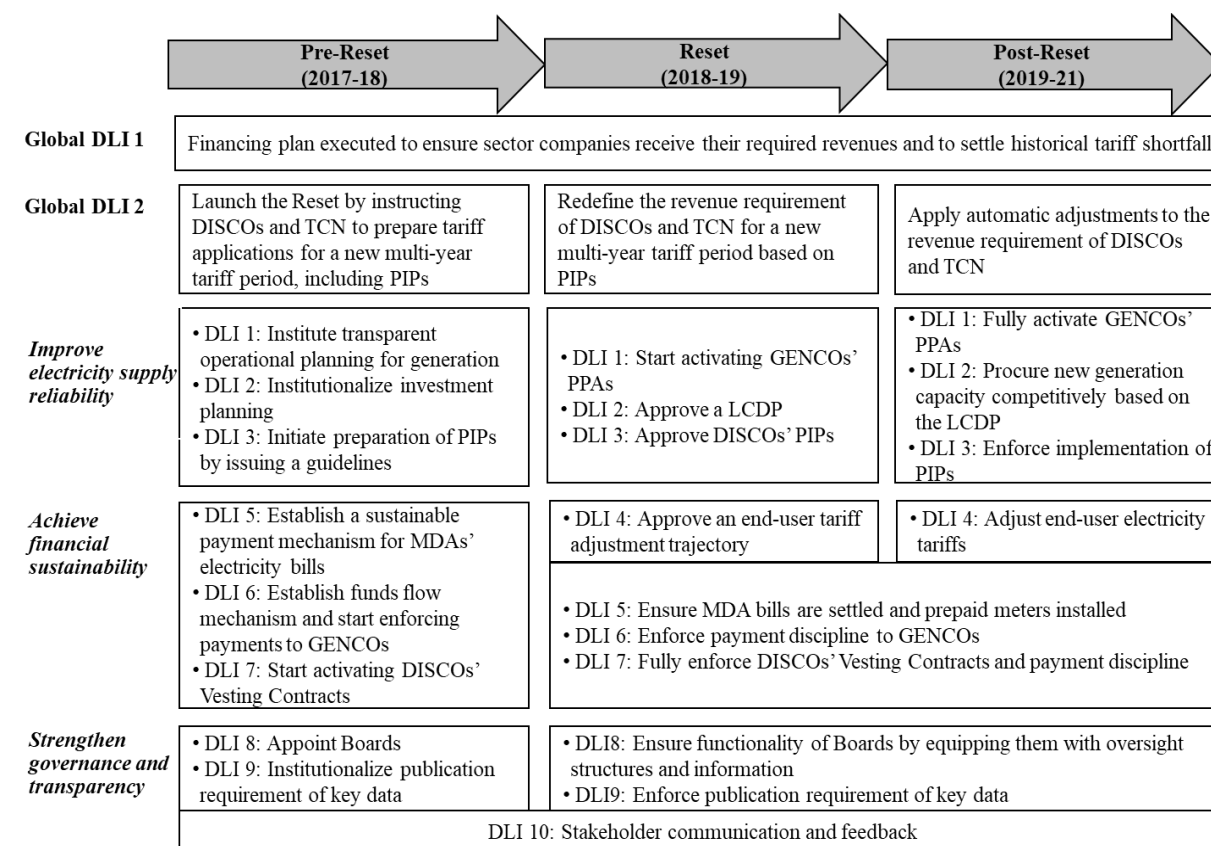 Pre-Reset
(2017-18)
Reset
(2018-19)
Post-Reset
(2019-21)
Global DLI 1
Financing plan executed to ensure sector companies receive their required revenues and to settle historical tariff shortfall
Global DLI 2
Launch the Reset by instructing
DISCOs and TCN to prepare tariff
applications for a new multi-year
tariff period, including PIPs
Redefine the revenue requirement
of DISCOs and TCN for a new
multi-year tariff period based on
PIPs
Apply automatic adjustments to the
revenue requirement of DISCOs
and TCN
Improve
electricity supply
reliability
• DLI 1: Institute transparent
operational planning for generation
• DLI 2: Institutionalize investment
planning
• DLI 3: Initiate preparation of PIPs
by issuing a guidelines
• DLI 1: Start activating GENCOs’
PPAs
• DLI 2: Approve a LCDP
• DLI 3: Approve DISCOs’ PIPs
• DLI 1: Fully activate GENCOs’
PPAs
• DLI 2: Procure new generation
capacity competitively based on
the LCDP
• DLI 3: Enforce implementation of
PIPs
Achieve
financial
sustainability
• DLI 5: Establish a sustainable
payment mechanism for MDAs’
electricity bills
• DLI 6: Establish funds flow
mechanism and start enforcing
payments to GENCOs
• DLI 7: Start activating DISCOs’
Vesting Contracts
• DLI 4: Approve an end-user tariff
adjustment trajectory
• DLI 4: Adjust end-user electricity
tariffs
• DLI 5: Ensure MDA bills are settled and prepaid meters installed
• DLI 6: Enforce payment discipline to GENCOs
• DLI 7: Fully enforce DISCOs’ Vesting Contracts and payment discipline
Strengthen
governance and
transparency
• DLI 8: Appoint Boards
• DLI 9: Institutionalize publication
requirement of key data
• DLI8: Ensure functionality of Boards by equipping them with oversight
structures and information
• DLI9: Enforce publication requirement of key data
DLI 10: Stakeholder communication and feedback